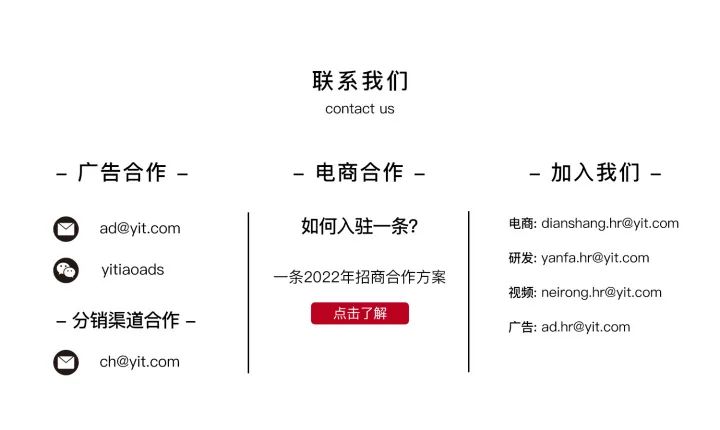 联系我们
contact us
– 广告合作 –
ad@yit.com
yitiaoads
– 分销渠道合作 –
ch@yit.com
– 电商合作 –
如何入驻一条?
一条2022年招商合作方案
点击了解
– 加入我们 –
电商: dianshang.hr@yit.com
研发: yanfa.hr@yit.com
视频: neirong.hr@yit.com
广告: ad.hr@yit.com